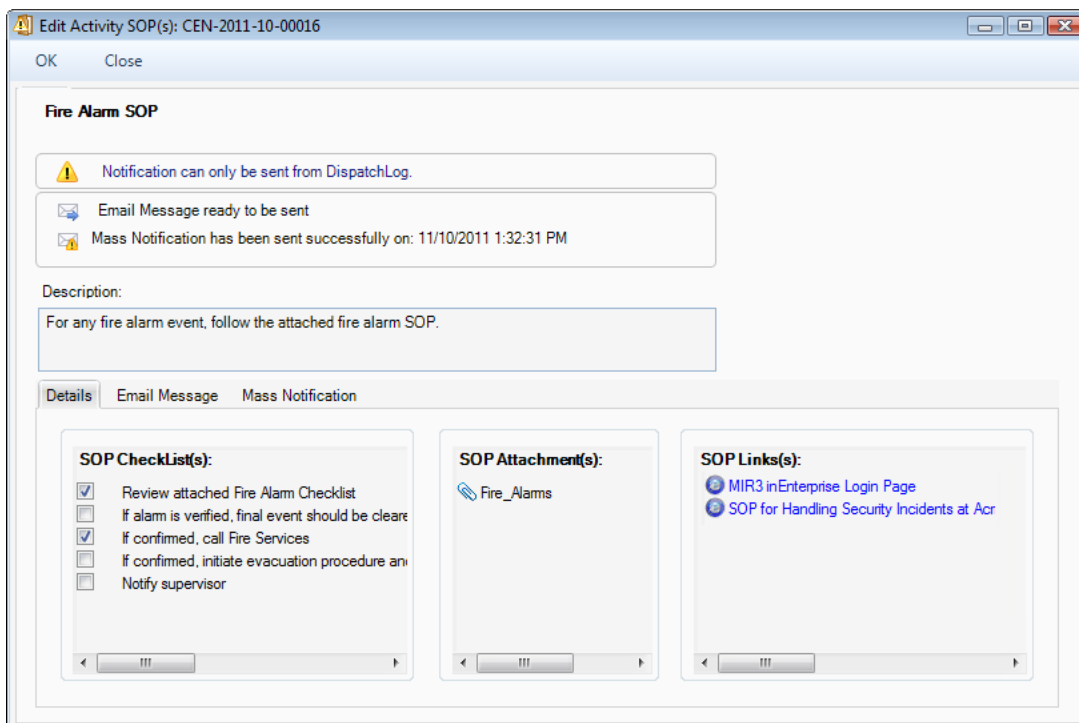 Edit Activity SOP(s): CEN-2011-10-00016
OK Close
Fire Alarm SOP
Notification can only be sent from DispatchLog.
Email Message ready to be sent
Mass Notification has been sent successfully on: 11/10/2011 1:32:31 PM
Description:
For any fire alarm event, follow the attached fire alarm SOP.
Details Email Message Mass Notification
SOP CheckList(s):
Review attached Fire Alarm Checklist
If alarm is verified, final event should be cleare
If confirmed, call Fire Services
If confirmed, initiate evacuation procedure an
Notify supervisor
SOP Attachment(s):
Fire_Alarms
SOP Links(s):
MIR3 inEnterprise Login Page
SOP for Handling Security Incidents at Acr